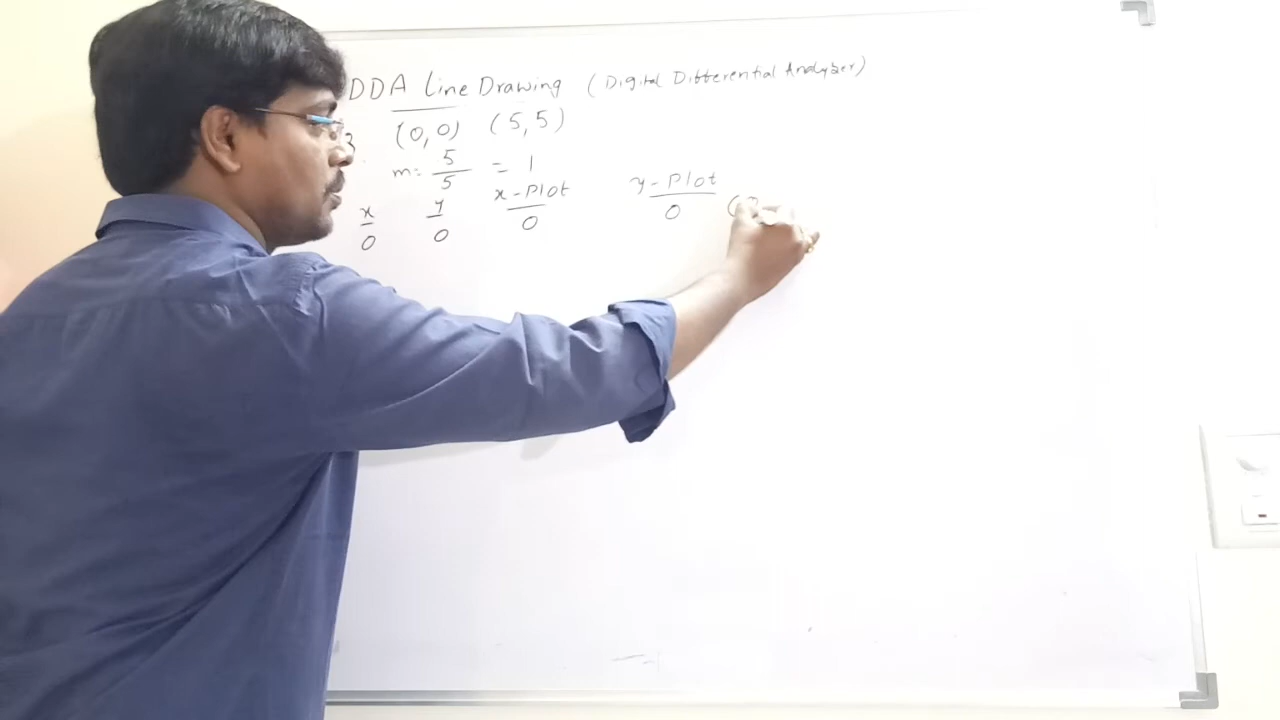 DDA Line Drawing (Digital Differential Analyzer)
3. (0,0) (5,5)
m= 5/5 = 1
x y x-Plot y-Plot
0 0 0 0 (